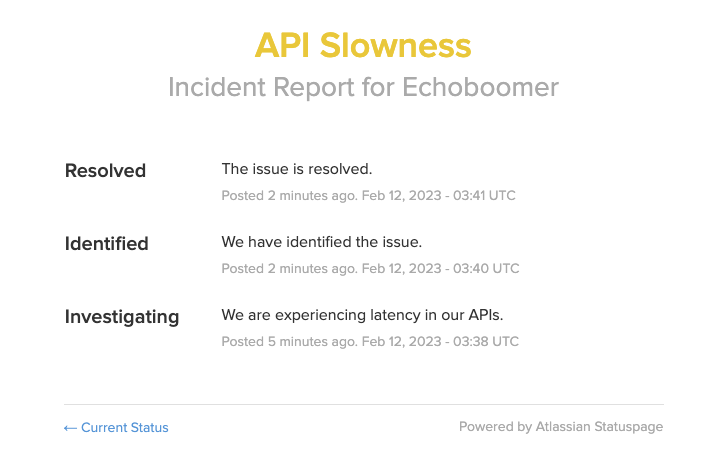 API Slowness
Incident Report for Echoboomer
Resolved
The issue is resolved.
Posted 2 minutes ago. Feb 12, 2023 - 03:41 UTC
Identified
We have identified the issue.
Posted 2 minutes ago. Feb 12, 2023 - 03:40 UTC
Investigating
We are experiencing latency in our APIs.
Posted 5 minutes ago. Feb 12, 2023 - 03:38 UTC
← Current Status
Powered by Atlassian Statuspage